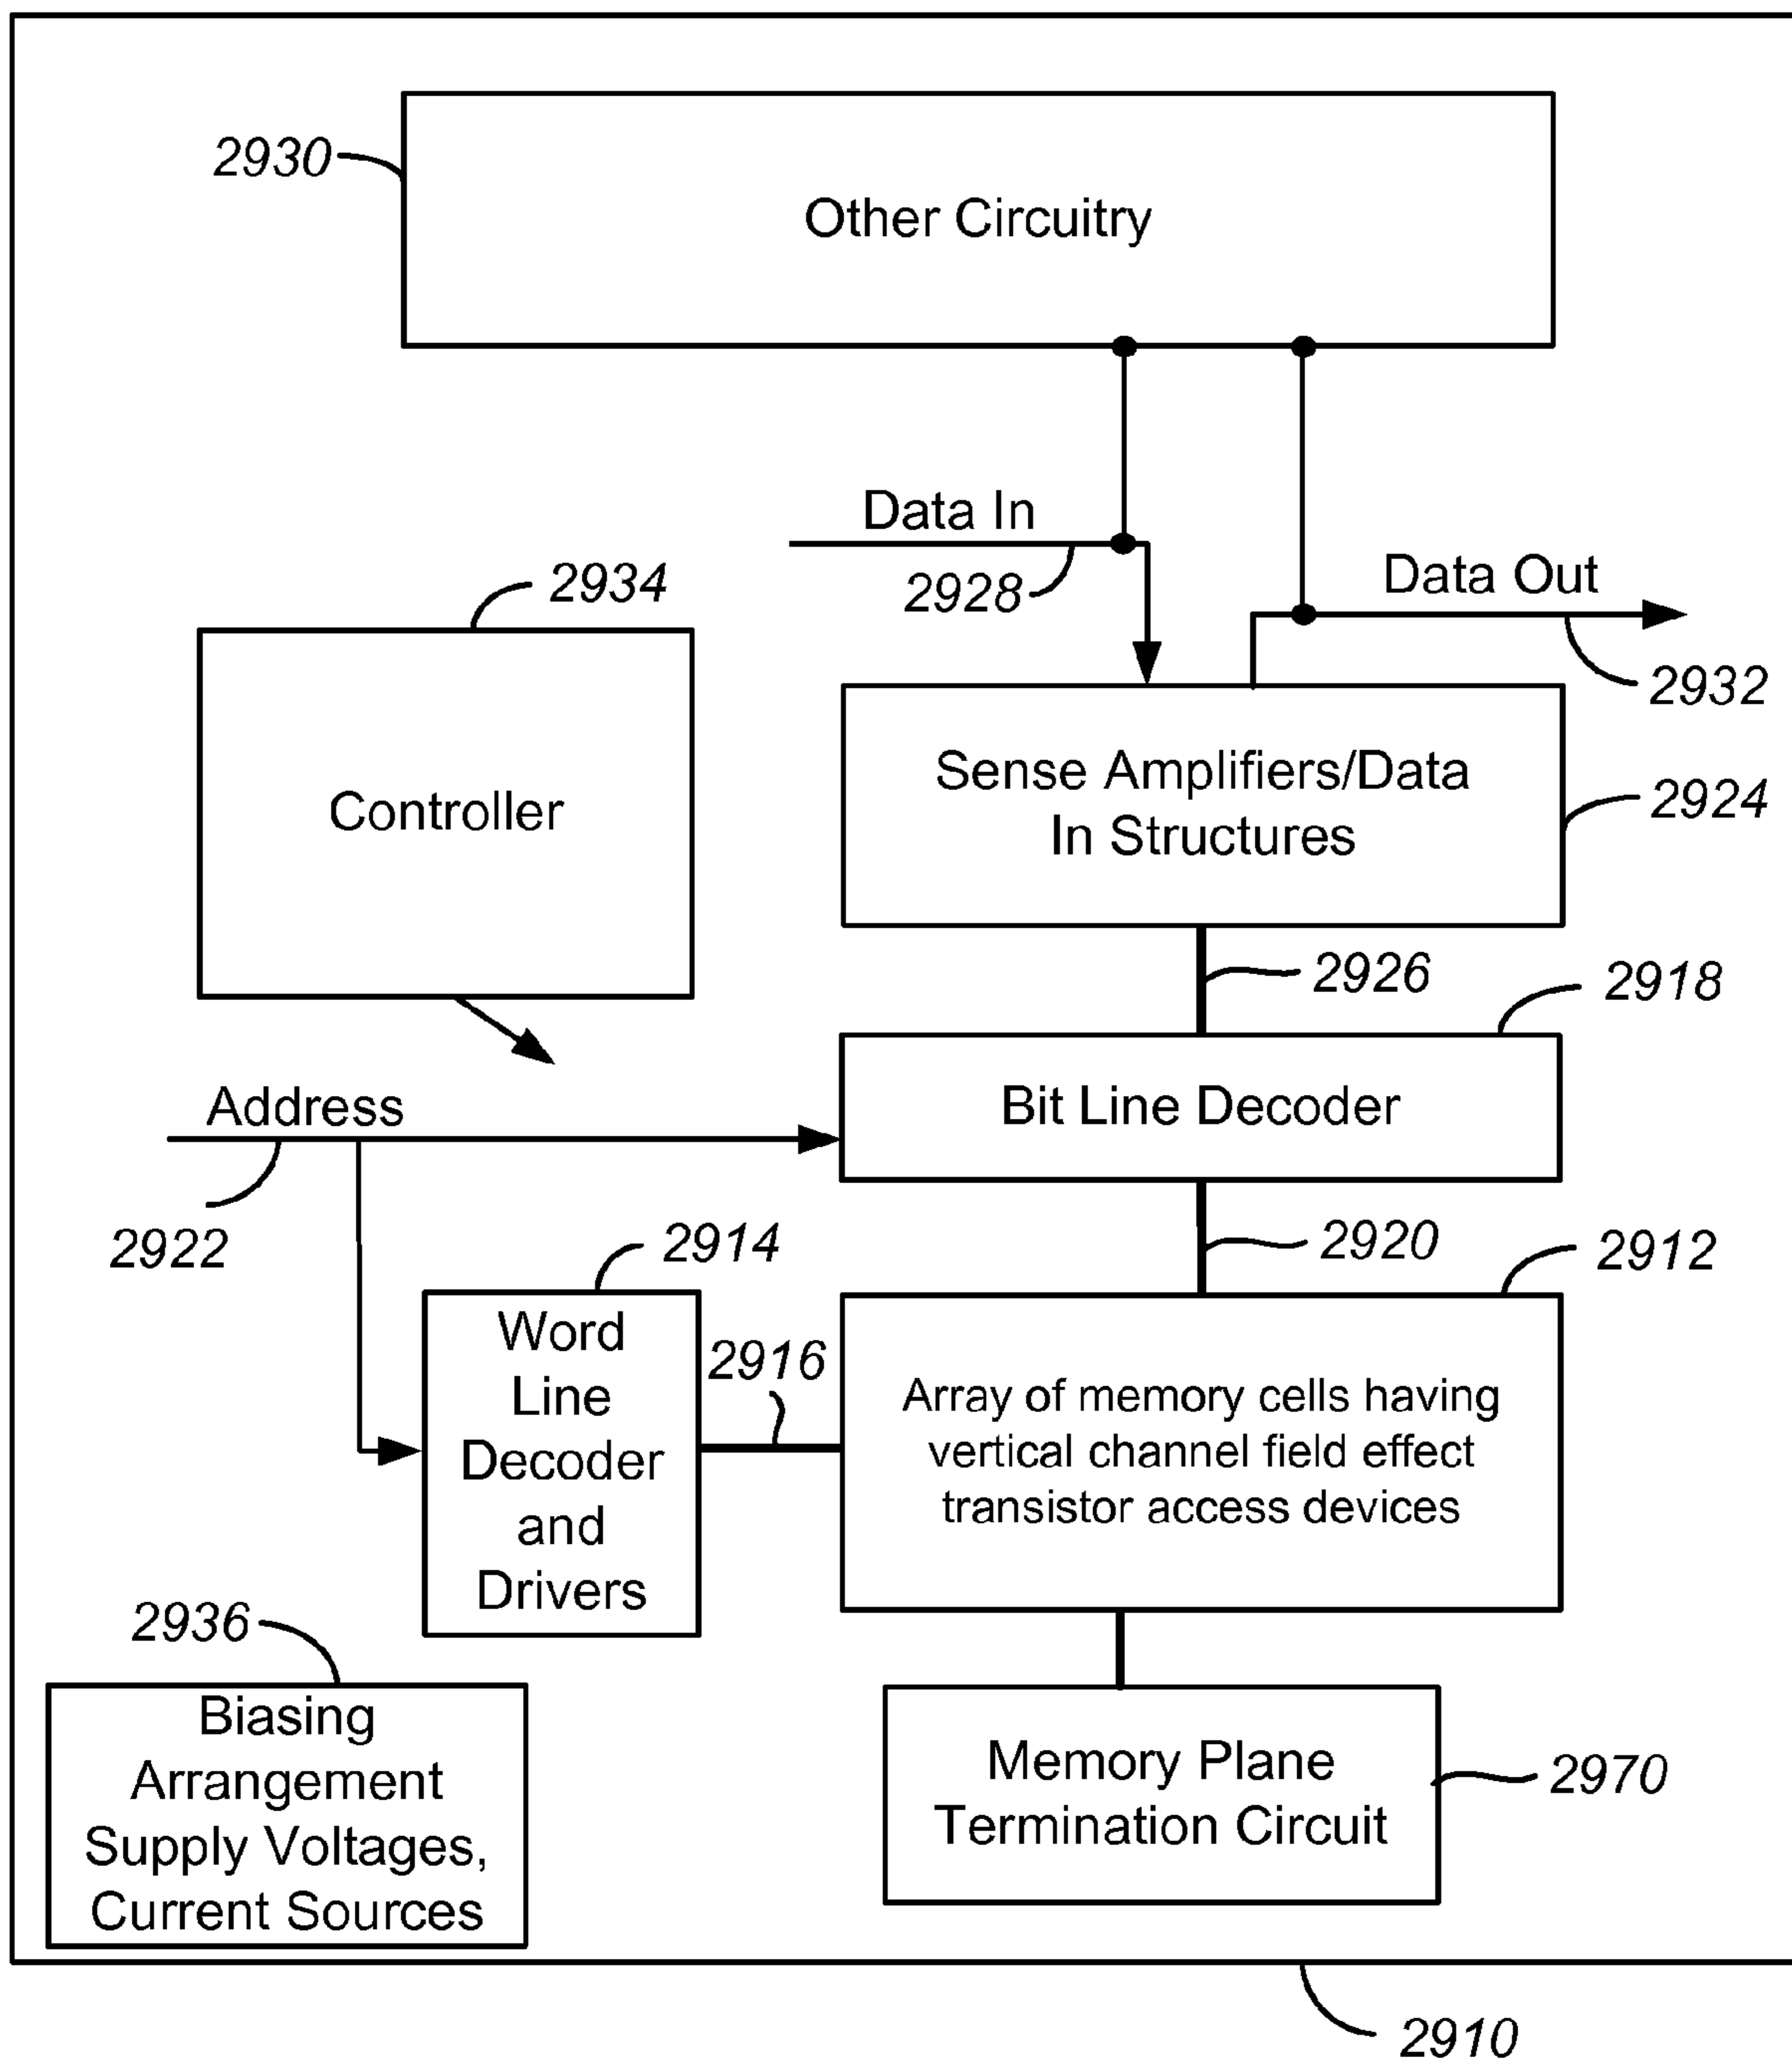 2930
Other Circuitry
Data In
2928
2934
Data Out
2932
Controller
Sense Amplifiers/Data
In Structures
2924
2926
2918
Address
Bit Line Decoder
2922
2914
2920
2912
Word
Line
Decoder
and
Drivers
2916
Array of memory cells having
vertical channel field effect
transistor access devices
2936
Biasing
Arrangement
Supply Voltages,
Current Sources
Memory Plane
Termination Circuit
2970
2910